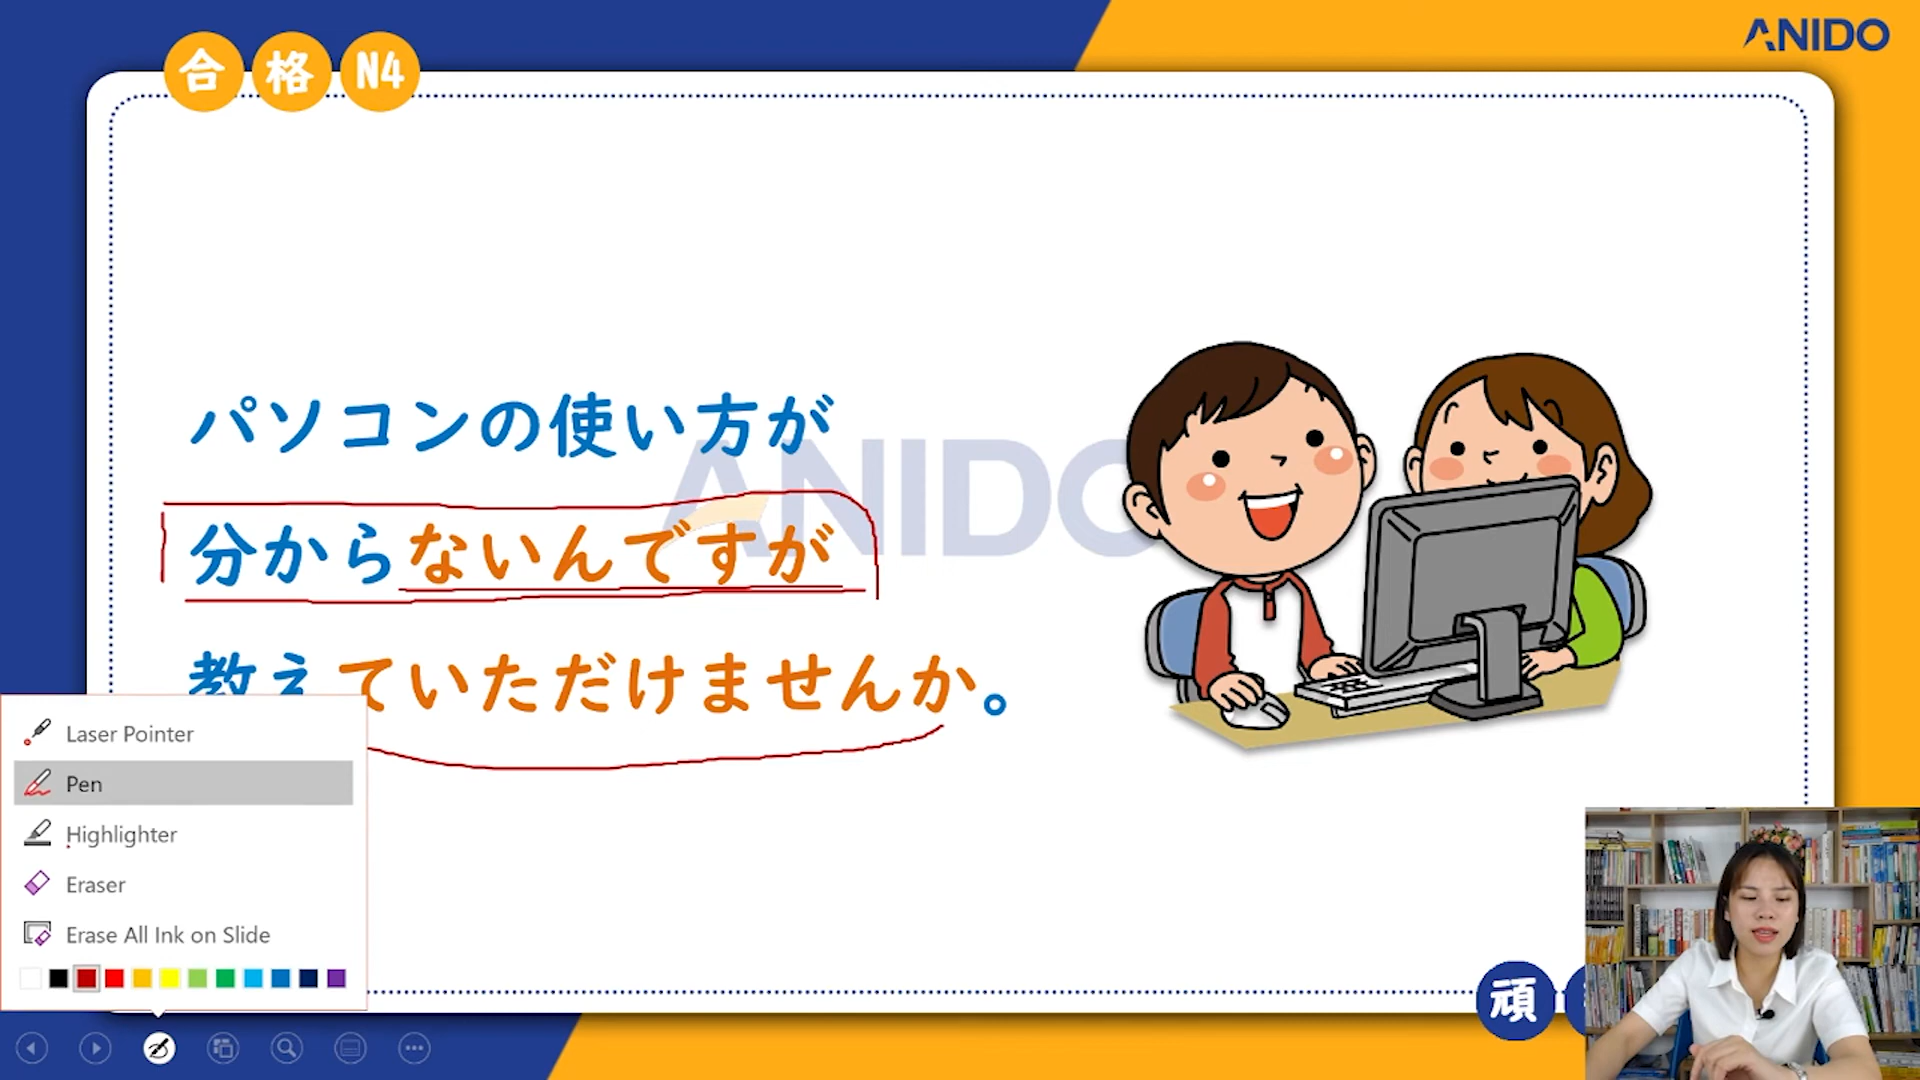 合格N4
ANIDO
パソコンの使い方が
分からないんですが
教えていただけませんか。
ANIDO
Laser Pointer
Pen
Highlighter
Eraser
Erase All Ink on Slide
頑